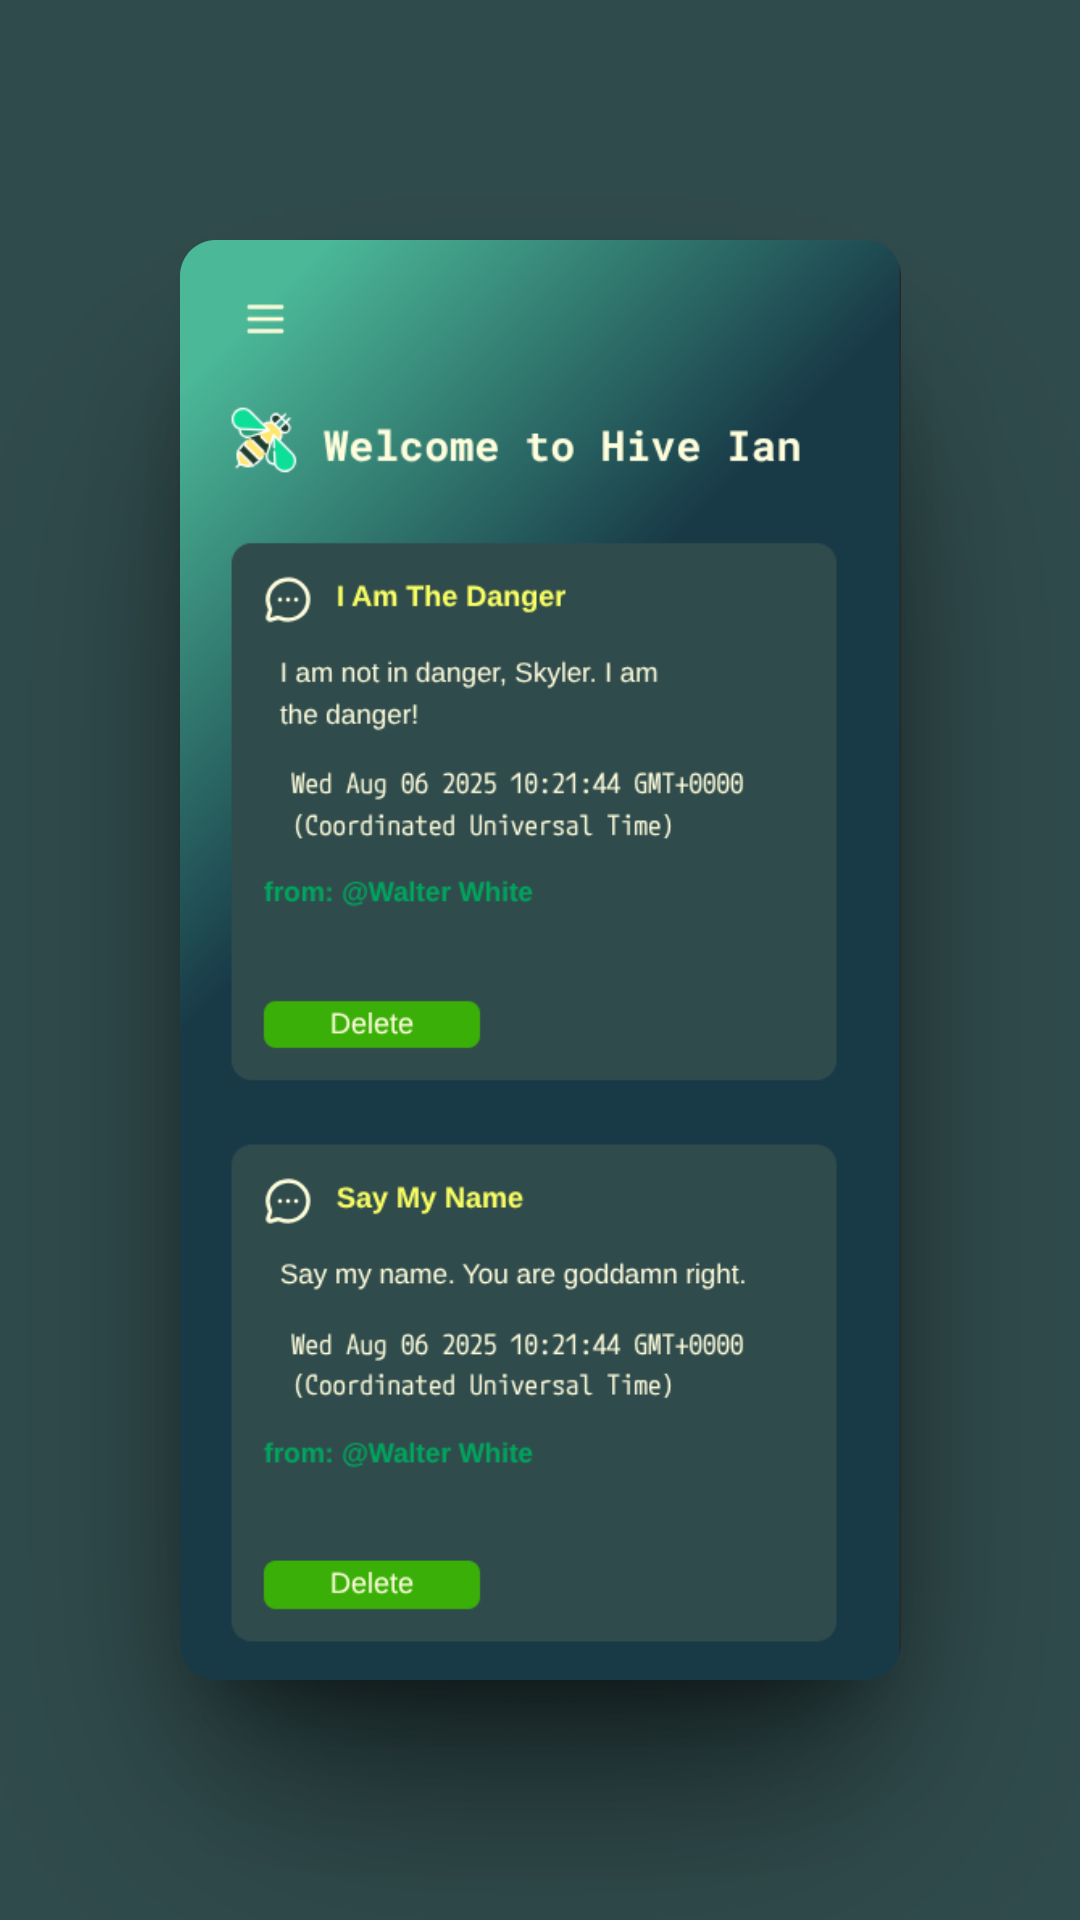 Welcome to Hive Ian
I Am The Danger
I am not in danger, Skyler. I am
the danger!
Wed Aug 06 2025 10:21:44 GMT+0000
(Coordinated Universal Time)
from: @Walter White
Delete
Say My Name
Say my name. You are goddamn right.
Wed Aug 06 2025 10:21:44 GMT+0000
(Coordinated Universal Time)
from: @Walter White
Delete